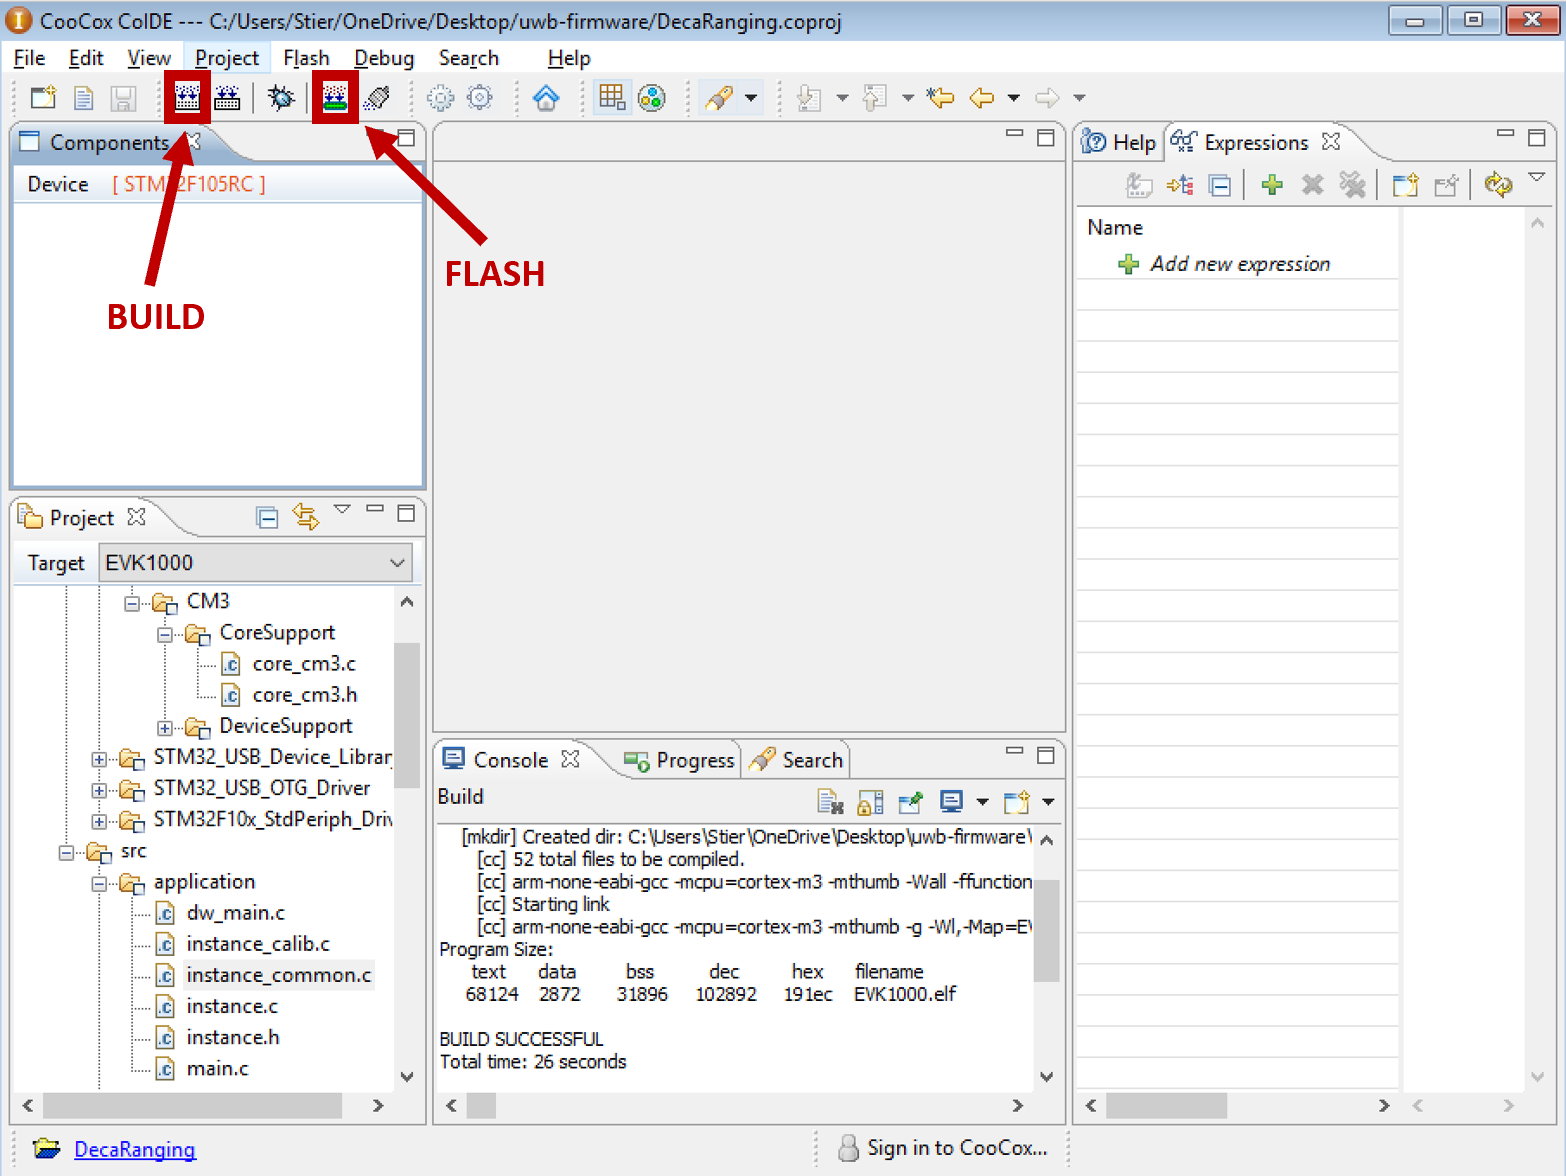 CooCox CoIDE --- C:/Users/Stier/OneDrive/Desktop/uwb-firmware/DecaRanging.coproj
File Edit View Project Flash Debug Search Help
Components
Device [ STM32F105RC ]
BUILD
FLASH
Help Expressions
Name
Add new expression
Project
Target EVK1000
CM3
CoreSupport
core_cm3.c
core_cm3.h
DeviceSupport
STM32_USB_Device_Librar
STM32_USB_OTG_Driver
STM32F10x_StdPeriph_Driv
src
application
dw_main.c
instance_calib.c
instance_common.c
instance.c
instance.h
main.c
Console Progress Search
Build
[mkdir] Created dir: C:\Users\Stier\OneDrive\Desktop\uwb-firmware\
[cc] 52 total files to be compiled.
[cc] arm-none-eabi-gcc -mcpu=cortex-m3 -mthumb -Wall -ffunction
[cc] Starting link
[cc] arm-none-eabi-gcc -mcpu=cortex-m3 -mthumb -g -Wl,-Map=EV
Program Size:
text data bss dec hex filename
68124 2872 31896 102892 191ec EVK1000.elf
BUILD SUCCESSFUL
Total time: 26 seconds
DecaRanging
Sign in to CooCox...